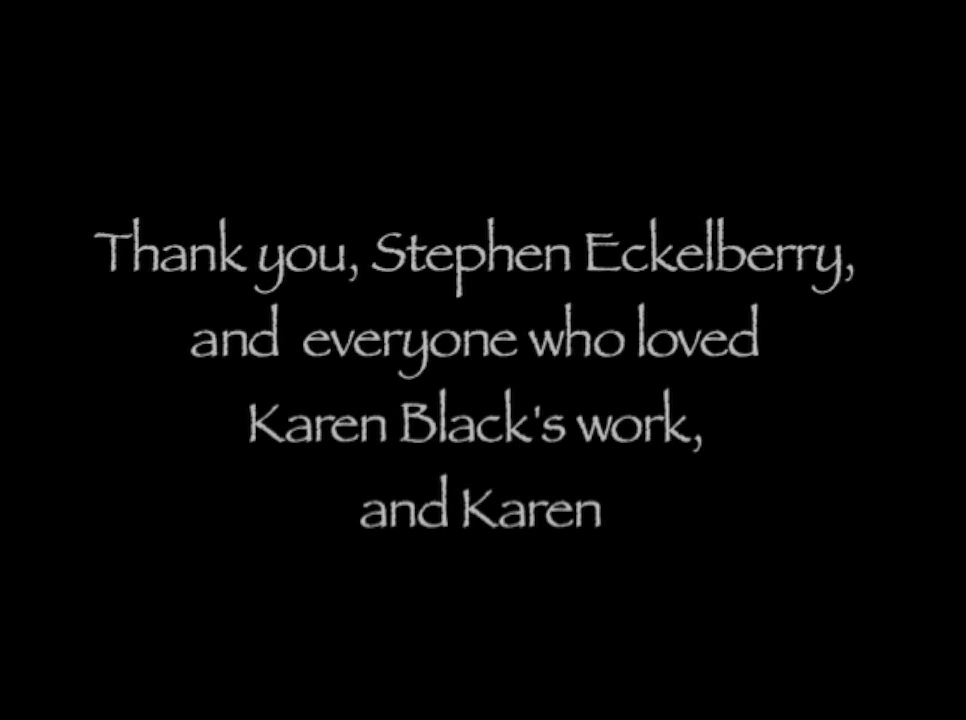 Thank you, Stephen Eckelberry,
and everyone who loved
Karen Black's work,
and Karen